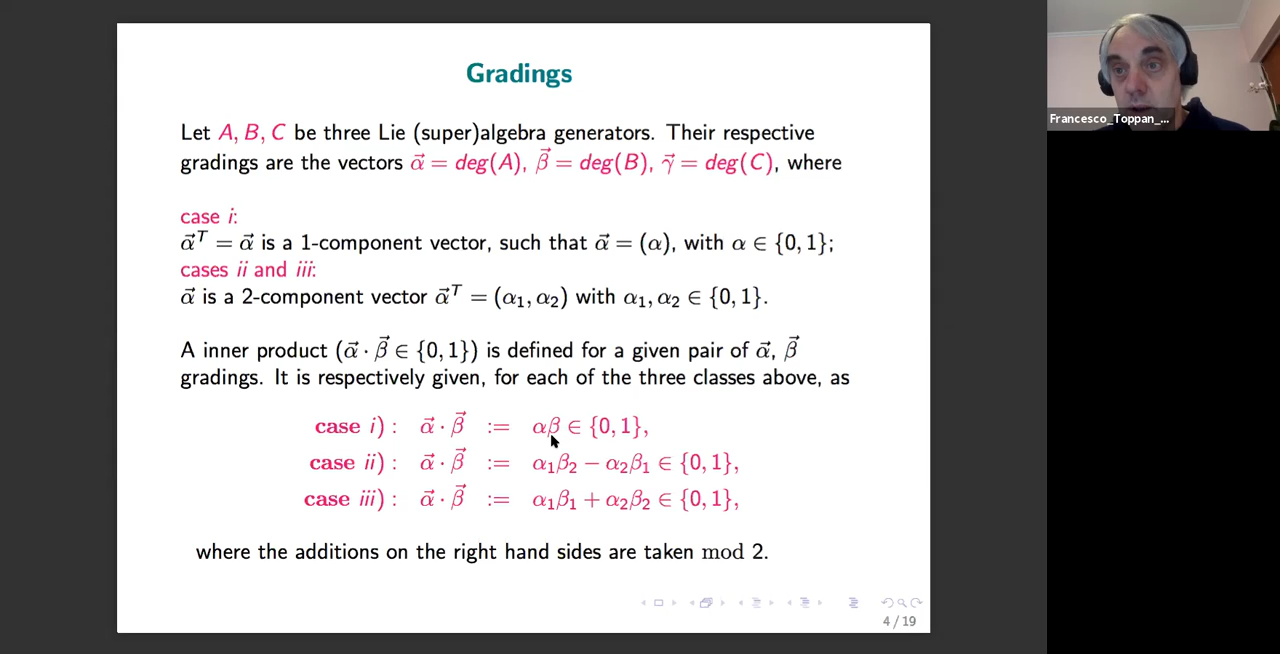 Gradings
Let A, B, C be three Lie (super)algebra generators. Their respective
gradings are the vectors α⃗ = deg(A), β⃗ = deg(B), γ⃗ = deg(C), where
case i:
α⃗ᵀ = α⃗ is a 1-component vector, such that α⃗ = (α), with α ∈ {0, 1};
cases ii and iii:
α⃗ is a 2-component vector α⃗ᵀ = (α₁, α₂) with α₁, α₂ ∈ {0, 1}.
A inner product (α⃗ · β⃗ ∈ {0, 1}) is defined for a given pair of α⃗, β⃗
gradings. It is respectively given, for each of the three classes above, as
case i) : α⃗ · β⃗ := αβ ∈ {0, 1},
case ii) : α⃗ · β⃗ := α₁β₂ − α₂β₁ ∈ {0, 1},
case iii) : α⃗ · β⃗ := α₁β₁ + α₂β₂ ∈ {0, 1},
where the additions on the right hand sides are taken mod 2.
4 / 19
Francesco_Toppan_...